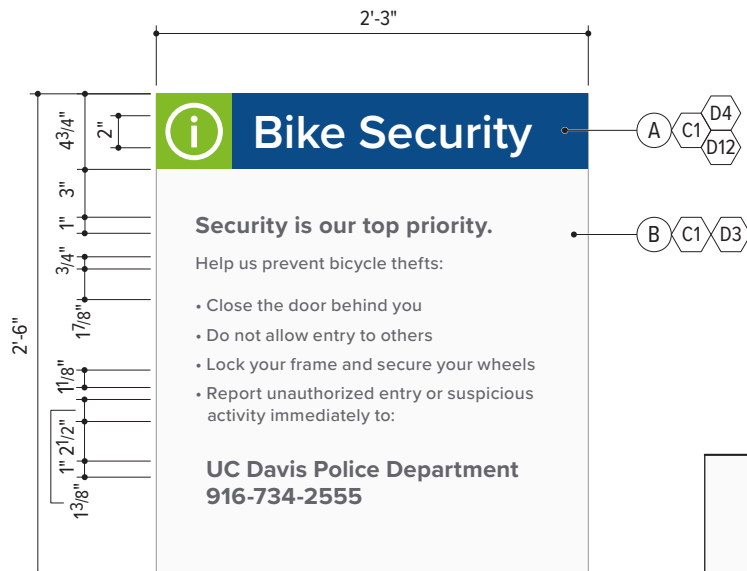 2'-3"
4 3/4"
2"
i Bike Security
A C1 D4 D12
3"
1"
Security is our top priority.
B C1 D3
3/4"
Help us prevent bicycle thefts:
1 7/8"
• Close the door behind you
2'-6"
• Do not allow entry to others
• Lock your frame and secure your wheels
1 1/8"
• Report unauthorized entry or suspicious
activity immediately to:
2 1/2"
1"
UC Davis Police Department
1 3/8"
916-734-2555